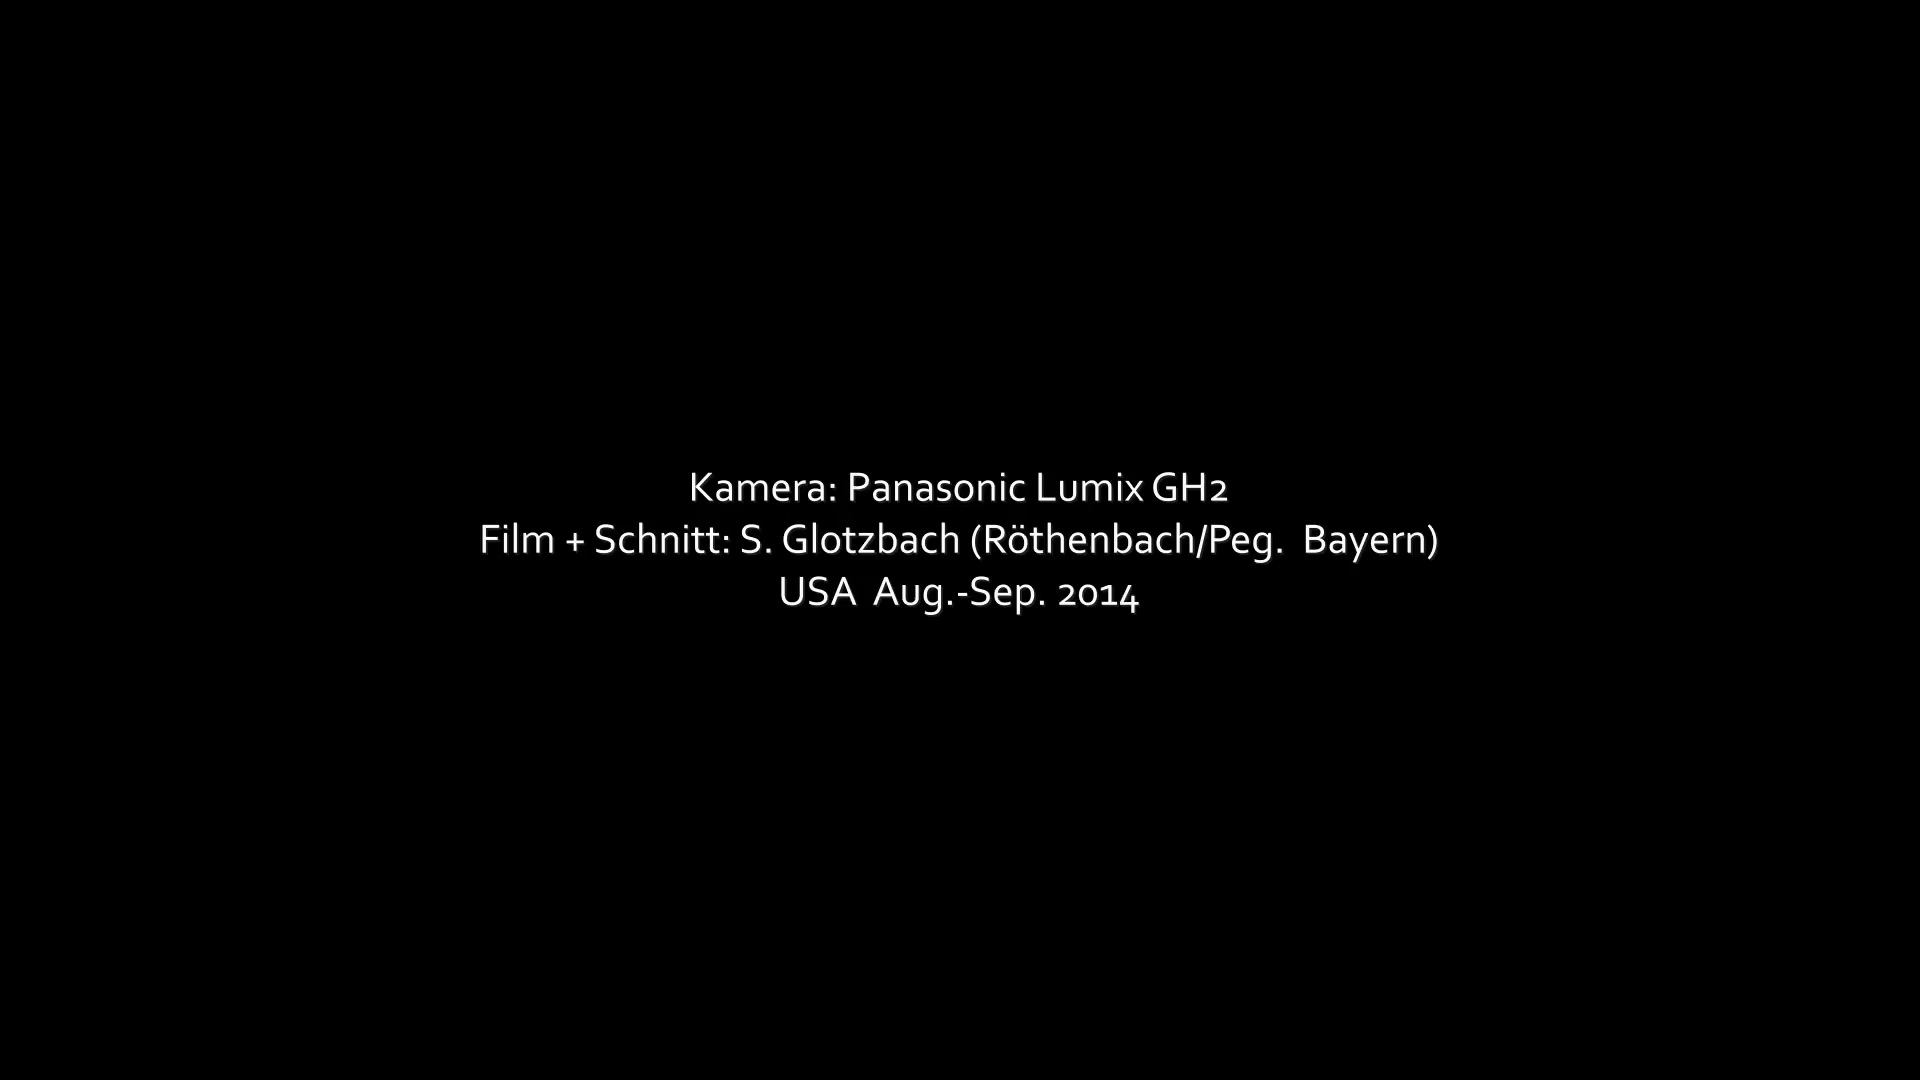 Kamera: Panasonic Lumix GH2
Film + Schnitt: S. Glotzbach (Röthenbach/Peg.  Bayern)
USA  Aug.-Sep. 2014